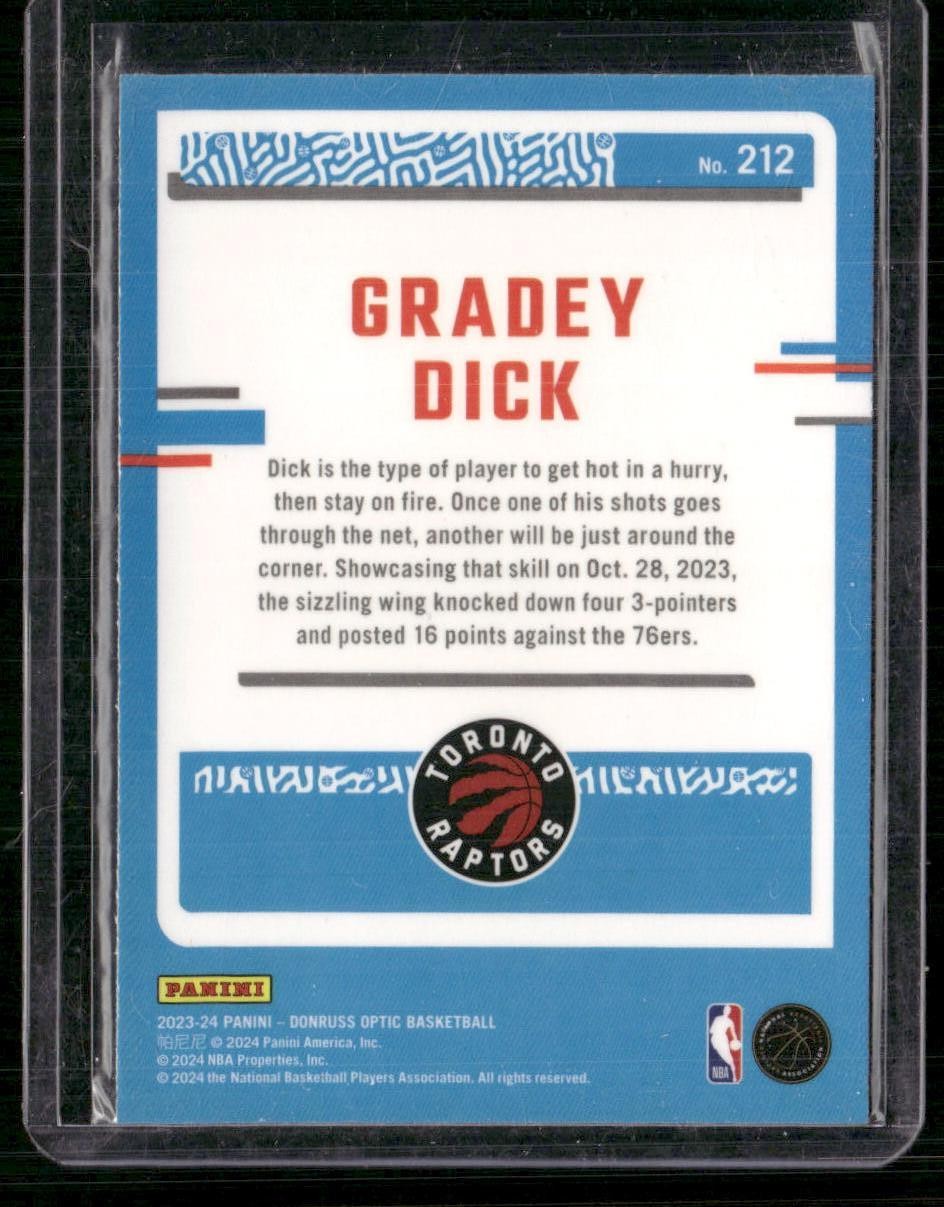 No. 212
GRADEY
DICK
Dick is the type of player to get hot in a hurry,
then stay on fire. Once one of his shots goes
through the net, another will be just around the
corner. Showcasing that skill on Oct. 28, 2023,
the sizzling wing knocked down four 3-pointers
and posted 16 points against the 76ers.
TORONTO
RAPTORS
PANINI
2023-24 PANINI – DONRUSS OPTIC BASKETBALL
帕尼尼 © 2024 Panini America, Inc.
© 2024 NBA Properties, Inc.
© 2024 the National Basketball Players Association. All rights reserved.
NBA